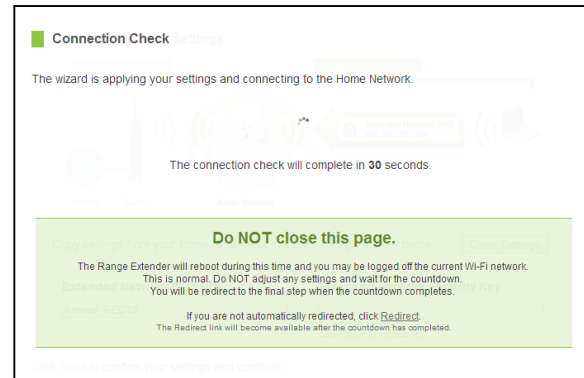 Connection Check Settings
The wizard is applying your settings and connecting to the Home Network.
The connection check will complete in 30 seconds.
Do NOT close this page.
The Range Extender will reboot during this time and you may be logged off the current Wi-Fi network.
This is normal. Do NOT adjust any settings and wait for the countdown.
You will be redirect to the final step when the countdown completes.
If you are not automatically redirected, click Redirect.
The Redirect link will become available after the countdown has completed.